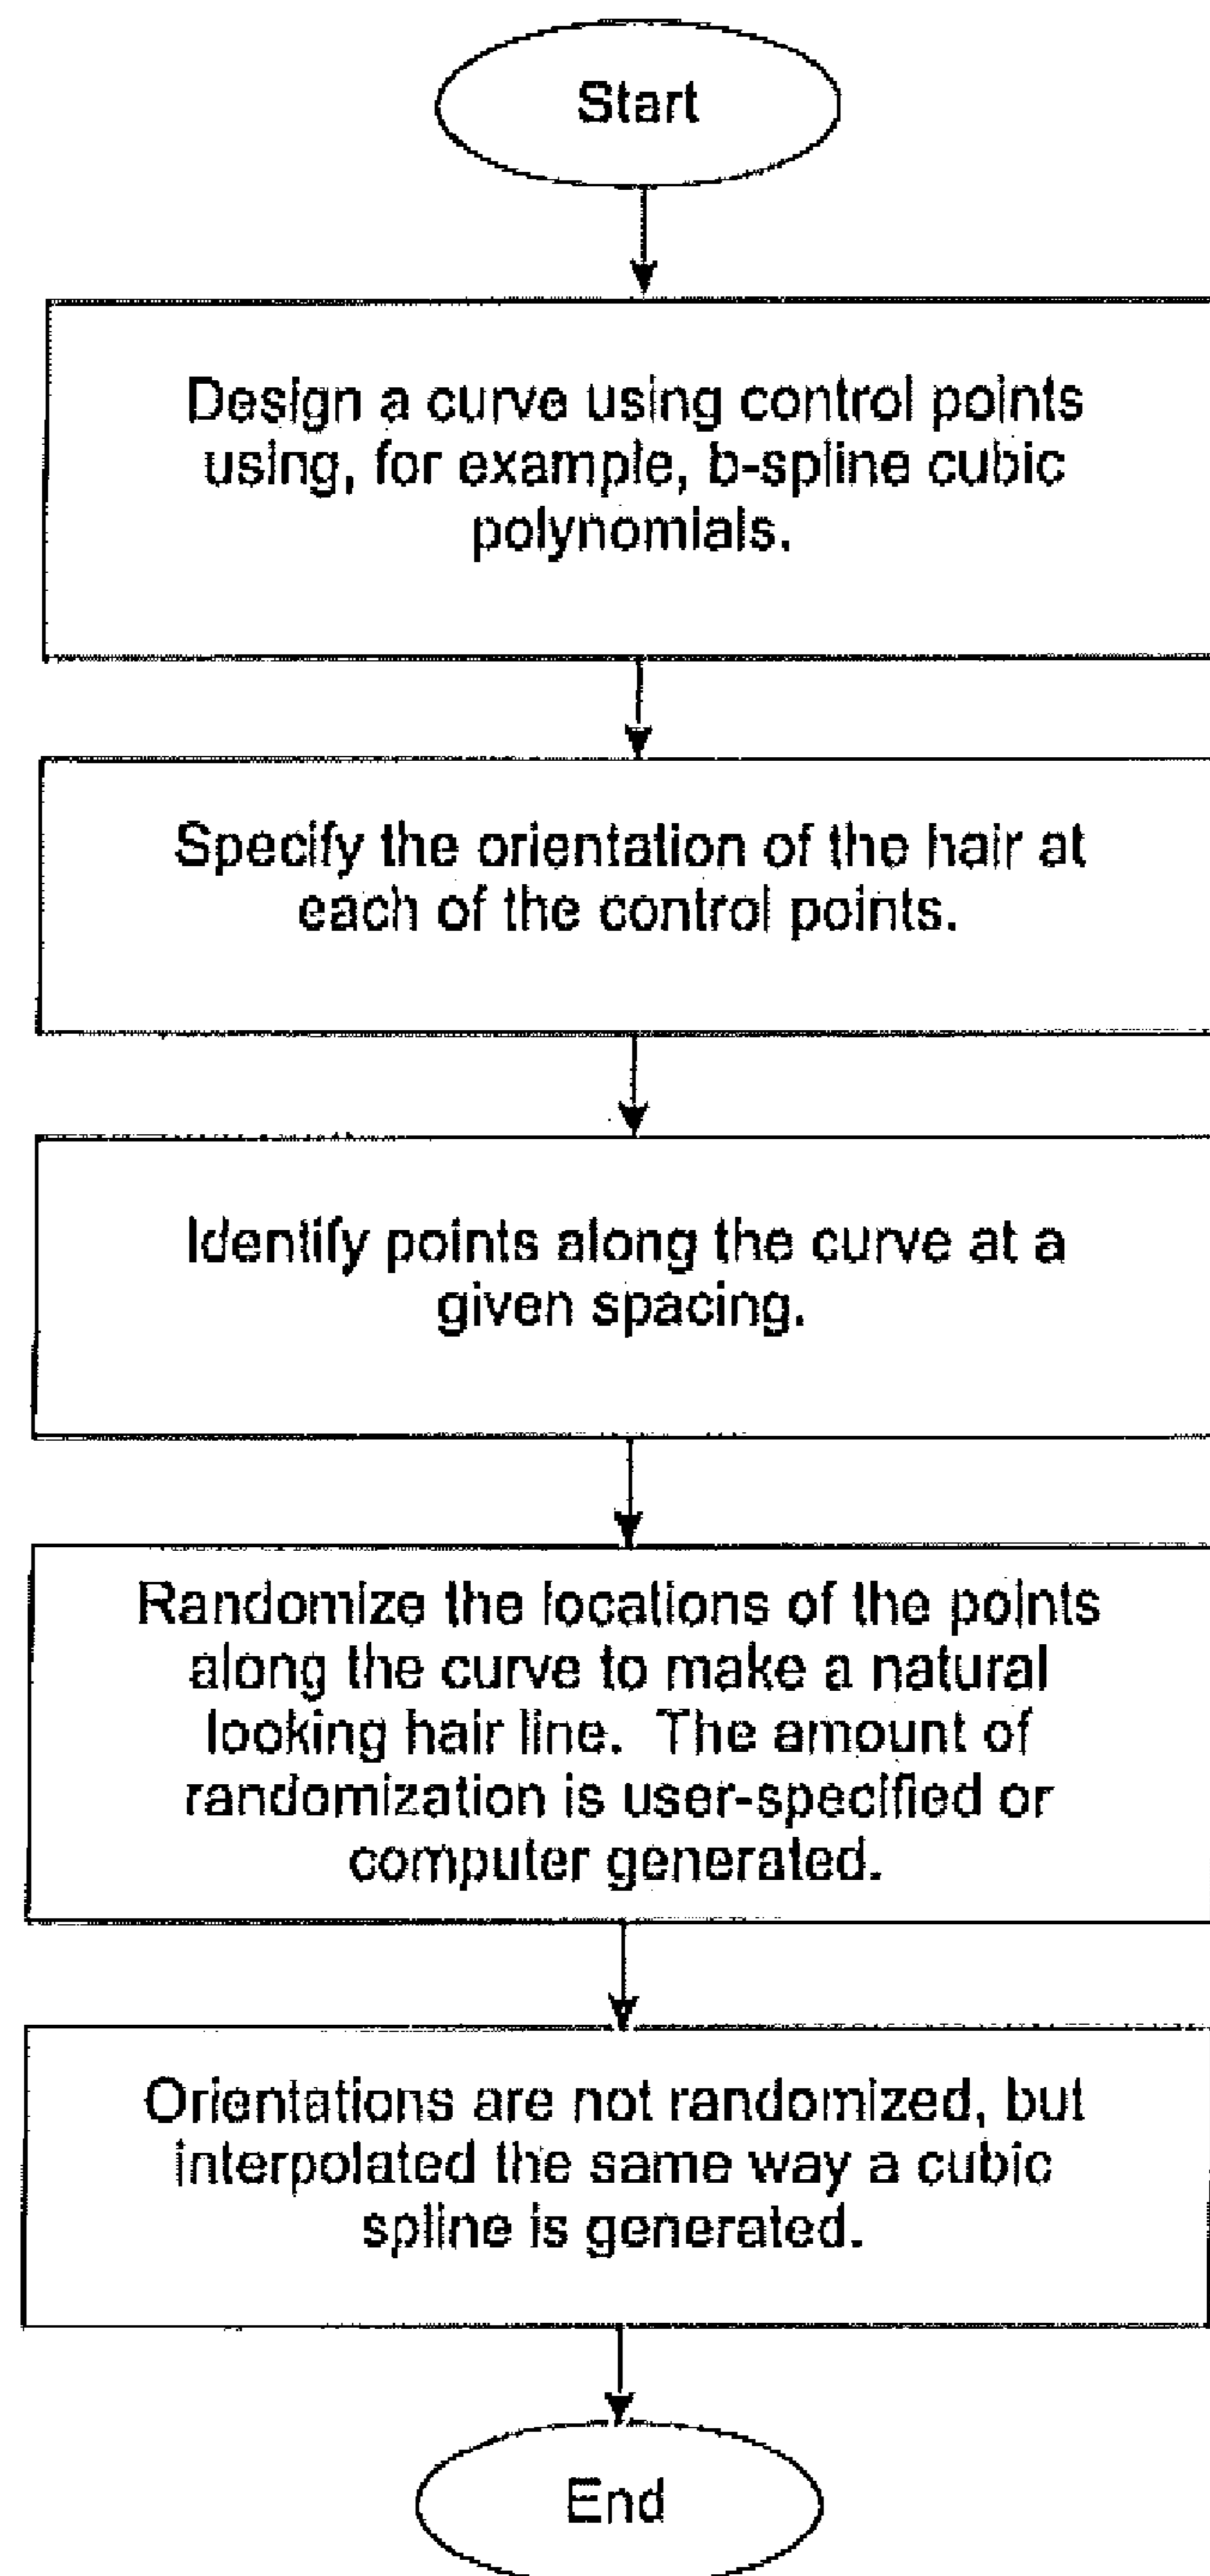 Start
Design a curve using control points
using, for example, b-spline cubic
polynomials.
Specify the orientation of the hair at
each of the control points.
Identify points along the curve at a
given spacing.
Randomize the locations of the points
along the curve to make a natural
looking hair line.  The amount of
randomization is user-specified or
computer generated.
Orientations are not randomized, but
interpolated the same way a cubic
spline is generated.
End